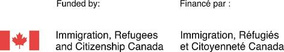 Funded by:
Financé par :
Immigration, Refugees
and Citizenship Canada
Immigration, Réfugiés
et Citoyenneté Canada